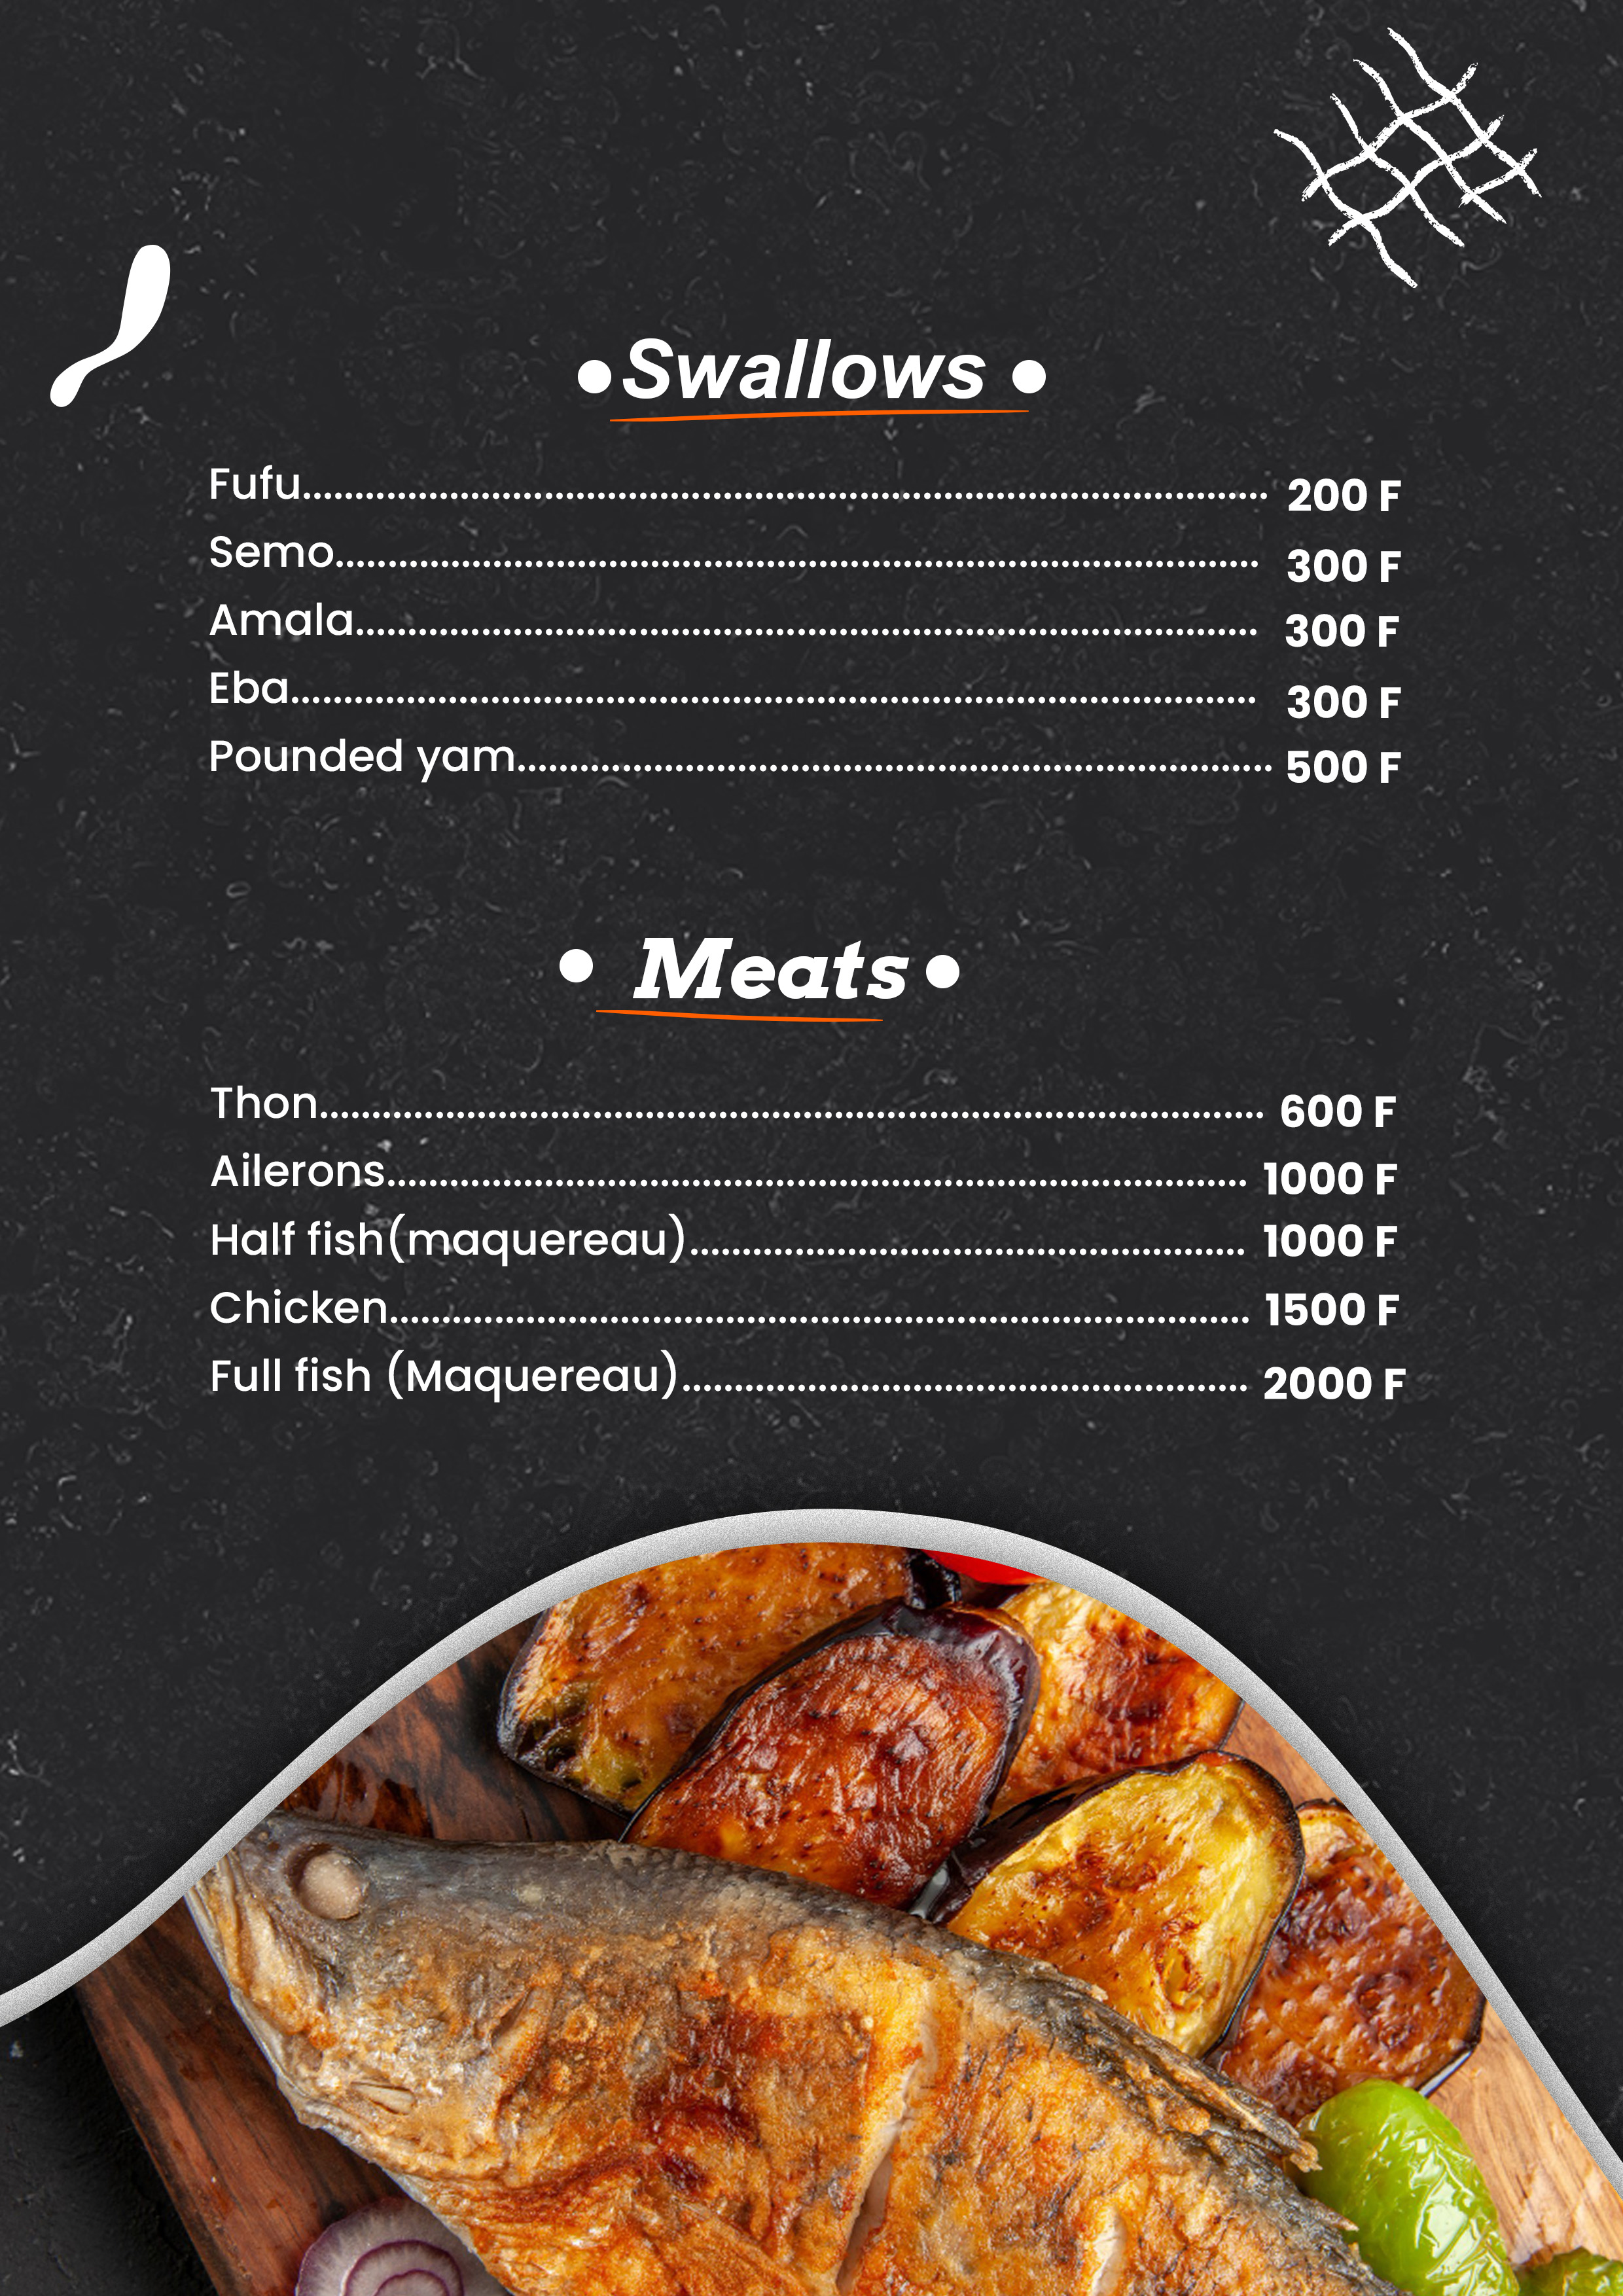 •Swallows •
Fufu........................................................................................... 200 F
Semo....................................................................................... 300 F
Amala..................................................................................... 300 F
Eba........................................................................................... 300 F
Pounded yam....................................................................... 500 F
• Meats •
Thon......................................................................................... 600 F
Ailerons................................................................................. 1000 F
Half fish(maquereau).................................................... 1000 F
Chicken................................................................................. 1500 F
Full fish (Maquereau)..................................................... 2000 F